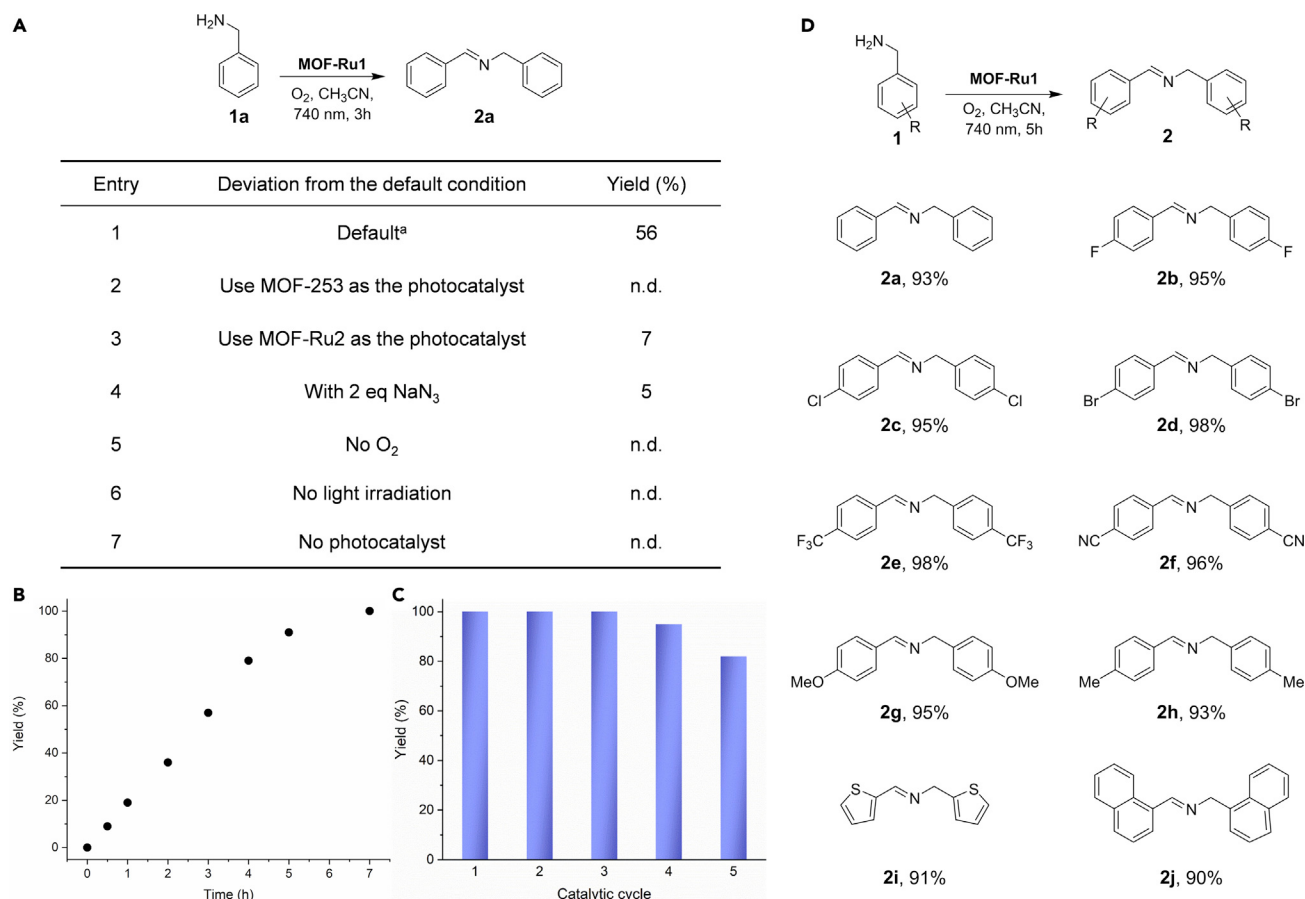 A
H₂N
1a
MOF-Ru1
O₂, CH₃CN,
740 nm, 3h
N
2a
Entry Deviation from the default condition Yield (%)
1 Defaultᵃ 56
2 Use MOF-253 as the photocatalyst n.d.
3 Use MOF-Ru2 as the photocatalyst 7
4 With 2 eq NaN₃ 5
5 No O₂ n.d.
6 No light irradiation n.d.
7 No photocatalyst n.d.
B
Yield (%)
100
80
60
40
20
0
0 1 2 3 4 5 6 7
Time (h)
C
Yield (%)
100
80
60
40
20
0
1 2 3 4 5
Catalytic cycle
D
H₂N
R
1
MOF-Ru1
O₂, CH₃CN,
740 nm, 5h
N
R R
2
N
2a, 93%
N
F F
2b, 95%
N
Cl Cl
2c, 95%
N
Br Br
2d, 98%
N
F₃C CF₃
2e, 98%
N
NC CN
2f, 96%
N
MeO OMe
2g, 95%
N
Me Me
2h, 93%
S N S
2i, 91%
N
2j, 90%